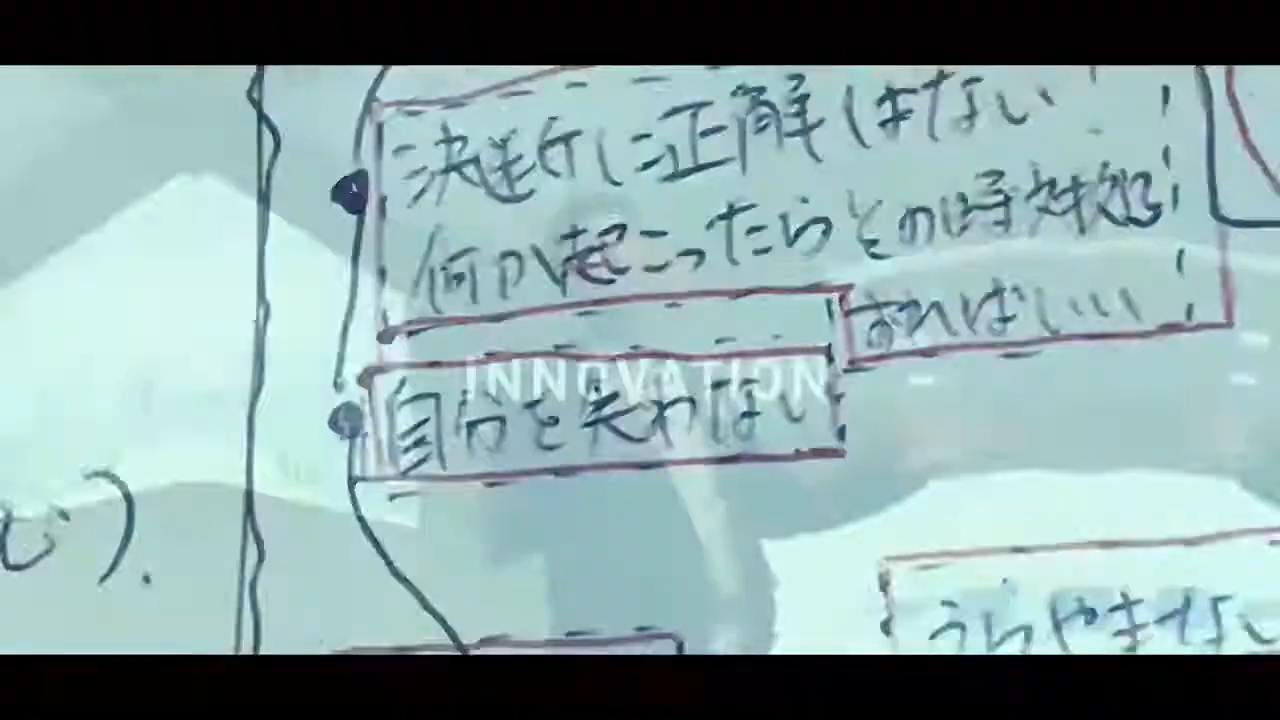 決断に正解はない
何か起こったらその時対処
すればいい
INNOVATION
自分を失わない
む).
うらやませない